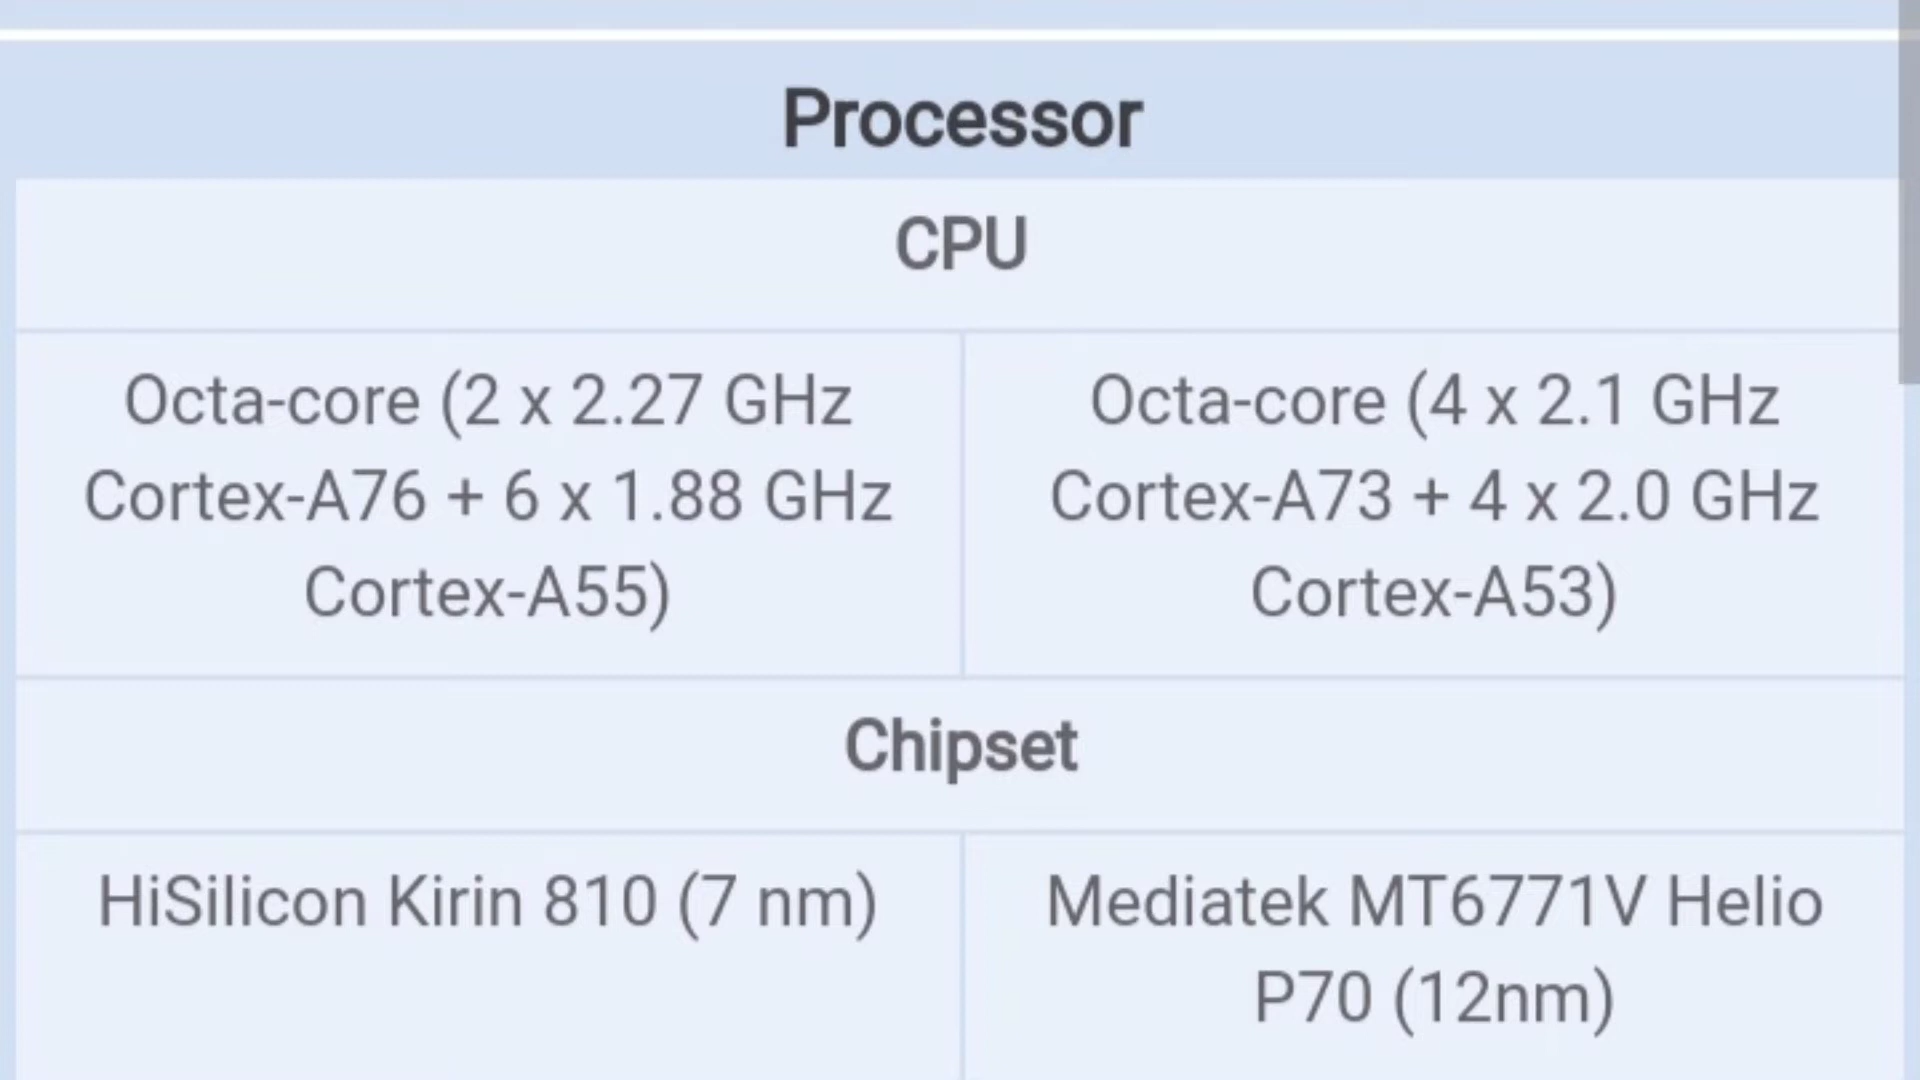 Processor
CPU
Octa-core (2 x 2.27 GHz
Cortex-A76 + 6 x 1.88 GHz
Cortex-A55)
Octa-core (4 x 2.1 GHz
Cortex-A73 + 4 x 2.0 GHz
Cortex-A53)
Chipset
HiSilicon Kirin 810 (7 nm)
Mediatek MT6771V Helio
P70 (12nm)